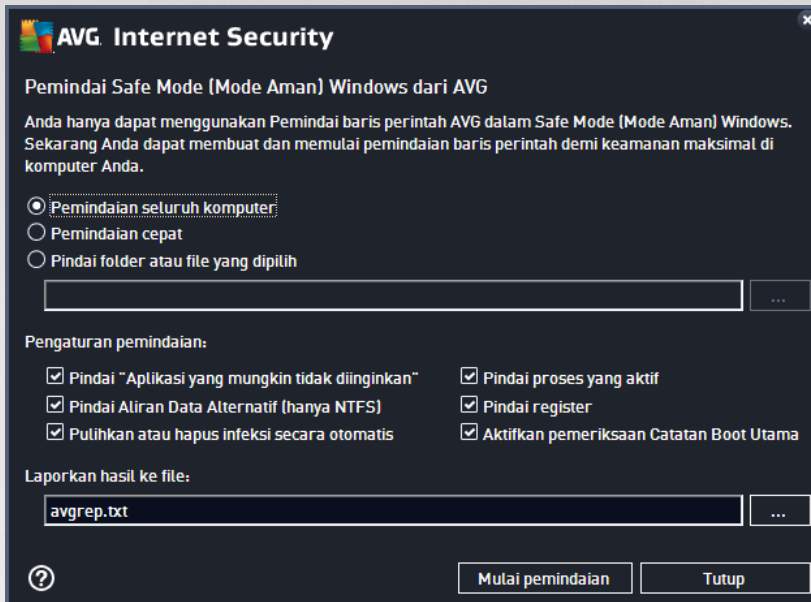 AVG. Internet Security
Pemindai Safe Mode (Mode Aman) Windows dari AVG
Anda hanya dapat menggunakan Pemindai baris perintah AVG dalam Safe Mode (Mode Aman) Windows.
Sekarang Anda dapat membuat dan memulai pemindaian baris perintah demi keamanan maksimal di
komputer Anda.
Pemindaian seluruh komputer
Pemindaian cepat
Pindai folder atau file yang dipilih
...
Pengaturan pemindaian:
Pindai "Aplikasi yang mungkin tidak diinginkan"
Pindai proses yang aktif
Pindai Aliran Data Alternatif (hanya NTFS)
Pindai register
Pulihkan atau hapus infeksi secara otomatis
Aktifkan pemeriksaan Catatan Boot Utama
Laporkan hasil ke file:
avgrep.txt
...
?
Mulai pemindaian
Tutup